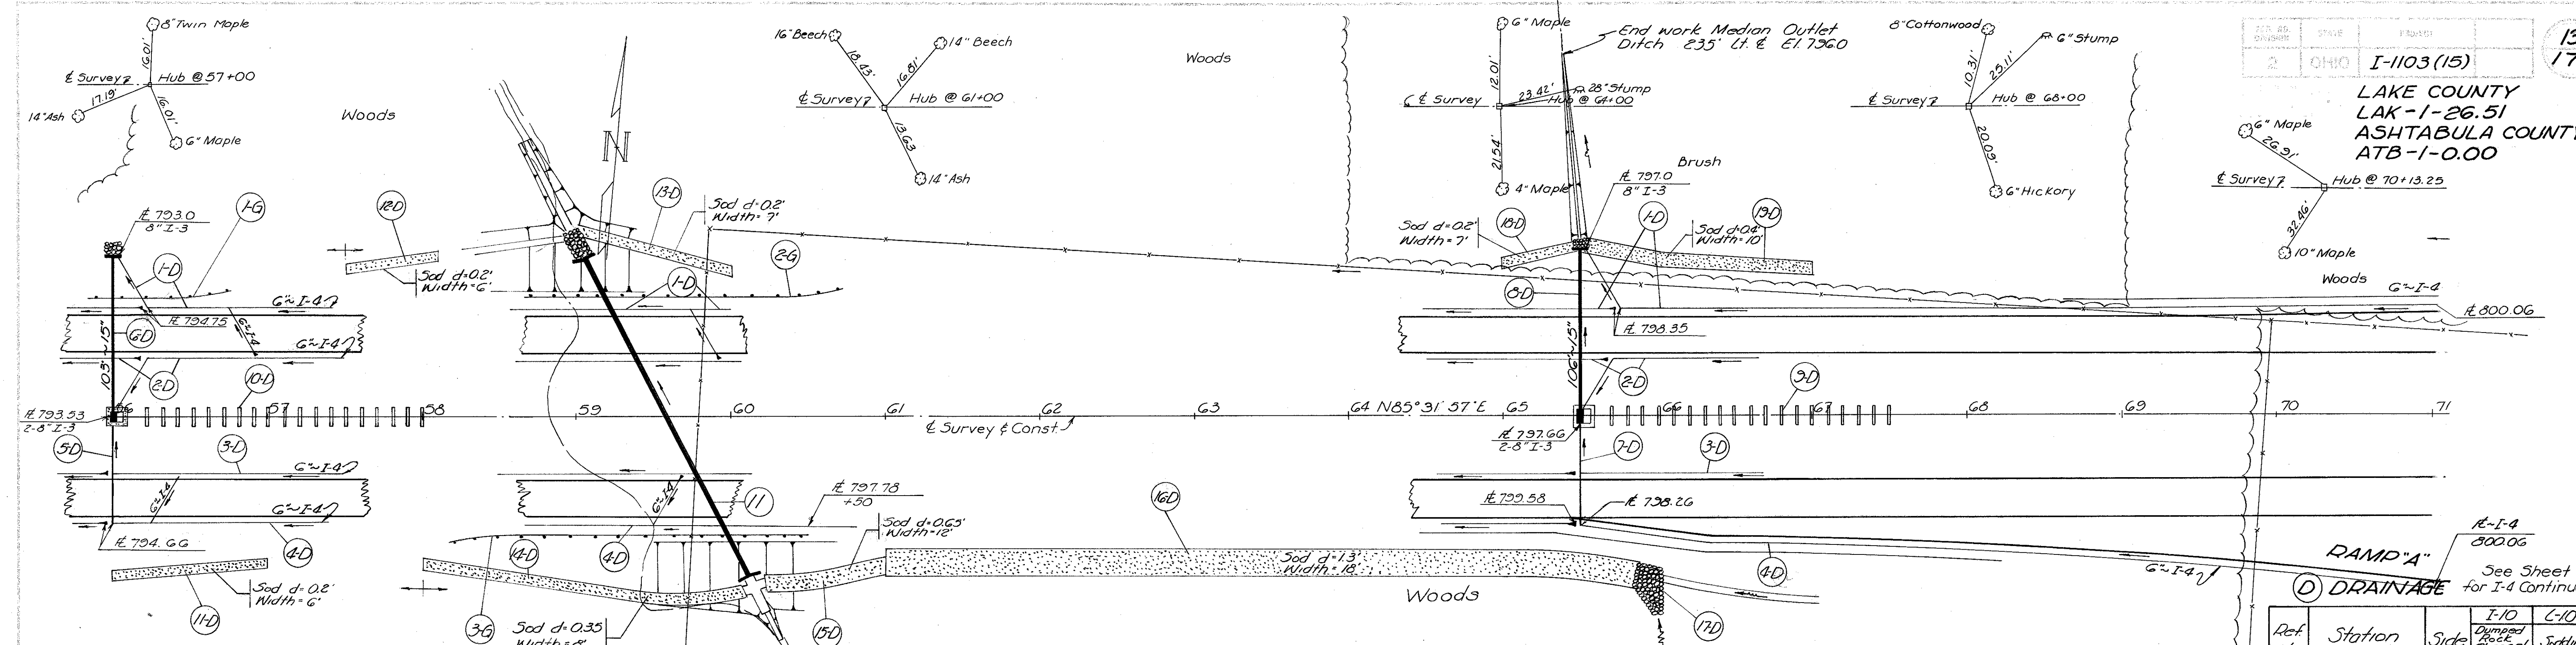 8" Twin Maple
16.01'
℄ Survey
Hub @ 57+00
17.19'
16.01'
14" Ash
6" Maple
Woods
16" Beech
14" Beech
18.43'
16.81'
℄ Survey
Hub @ 61+00
13.63
14" Ash
Woods
N
6" Maple
12.01'
℄ Survey
23.42'
28" Stump
Hub @ 64+00
21.54'
4" Maple
End work Median Outlet
Ditch 235' Lt. ℄ El. 796.0
8" Cottonwood
6" Stump
10.31'
25.11'
℄ Survey
Hub @ 68+00
20.09'
6" Hickory
STATE
2
OHIO
I-1103(15)
LAKE COUNTY
LAK-1-26.51
ASHTABULA COUNTY
ATB-1-0.00
6" Maple
26.91'
℄ Survey
Hub @ 70+13.25
32.46'
10" Maple
Woods
Brush
793.0
8" I-3
1-G
12-D
13-D
Sod d=0.2'
Width=7'
797.0
8" I-3
1-D
19-D
Sod d=0.2'
Width=7'
18-D
Sod d=0.4'
Width=10'
1-D
Sod d=0.2'
Width=6'
2-G
1-D
8-D
6"~I-4
6"~I-4
794.75
6-D
6"~I-4
6"~I-4
798.35
800.06
103'~15"
106'~15"
2-D
10-D
2-D
9-D
793.53
2-8" I-3
56
57
58
59
60
61
62
63
64
N85°31'57"E
65
66
67
68
69
70
71
℄ Survey & Const.
797.66
2-8" I-3
5-D
3-D
7-D
3-D
6"~I-4
6"~I-4
6"~I-4
6"~I-4
11
797.78
+50
16-D
799.58
798.26
794.66
4-D
14-D
4-D
Sod d=0.65'
Width=12'
Sod d=1.3'
Width=18'
4-D
6"~I-4
RAMP "A"
~I-4
800.06
Sod d=0.2'
Width=6'
11-D
3-G
Sod d=0.35
Width=8'
15-D
Woods
17-D
D DRAINAGE
See Sheet
for I-4 Continu
Ref.
Station
Side
I-10
Dumped
Rock